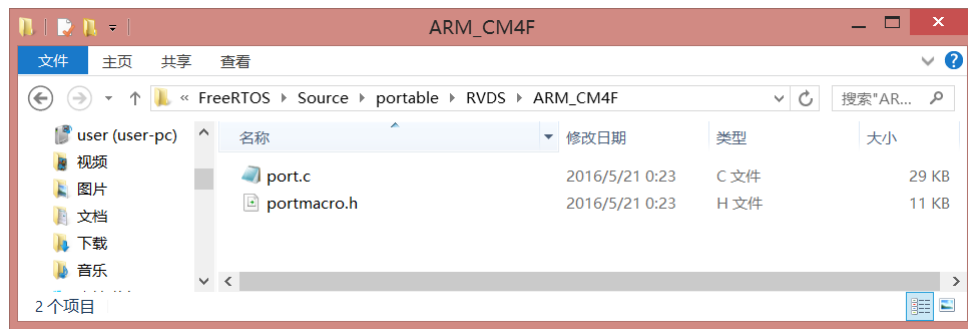 ARM_CM4F
文件 主页 共享 查看
« FreeRTOS ▸ Source ▸ portable ▸ RVDS ▸ ARM_CM4F 搜索"AR...
user (user-pc)
视频
图片
文档
下载
音乐
名称 修改日期 类型 大小
port.c 2016/5/21 0:23 C 文件 29 KB
portmacro.h 2016/5/21 0:23 H 文件 11 KB
2 个项目